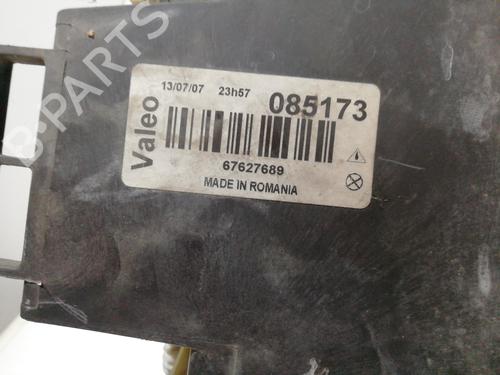 B-PARTS
Valeo
13/07/07 23h57 085173
67627689
MADE IN ROMANIA